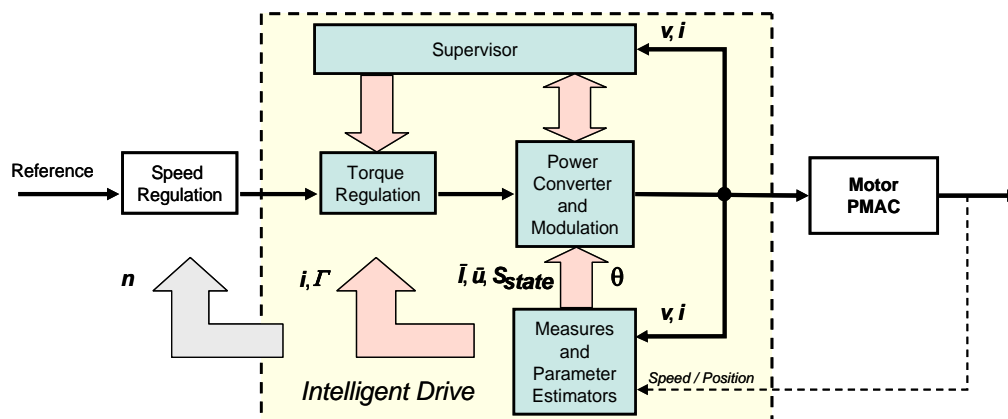 Supervisor
v, i
Reference
Speed
Regulation
Torque
Regulation
Power
Converter
and
Modulation
Motor
PMAC
n
i, Γ
Ī, ū, Sstate
θ
v, i
Measures
and
Parameter
Estimators
Speed / Position
Intelligent Drive